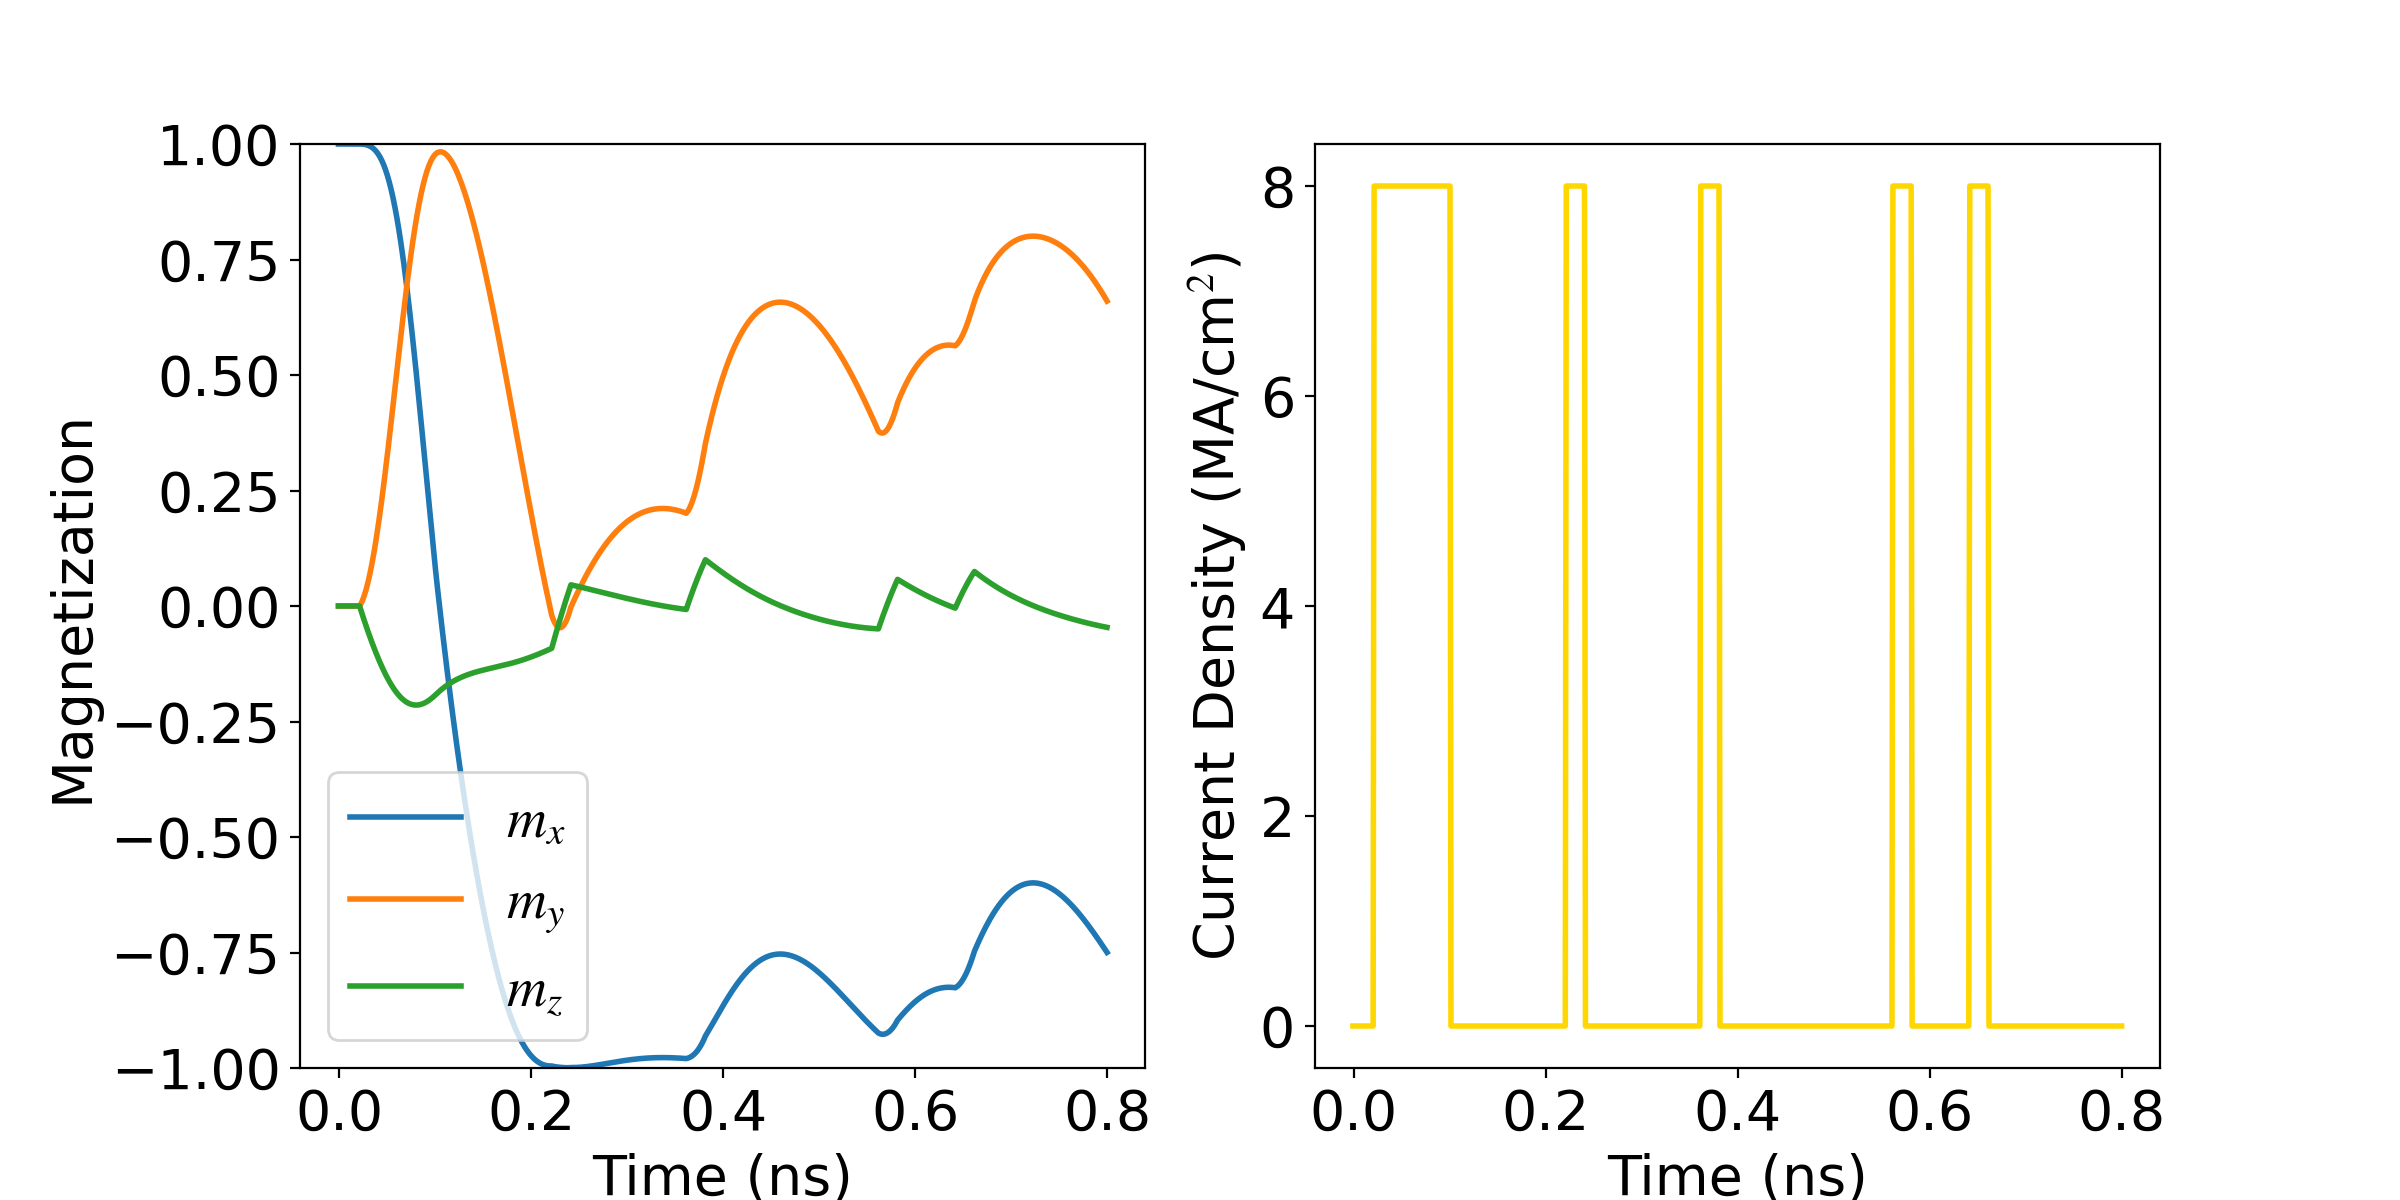 1.00
0.75
0.50
0.25
0.00
−0.25
−0.50
−0.75
−1.00
Magnetization
m_x
m_y
m_z
0.0 0.2 0.4 0.6 0.8
Time (ns)
8
6
4
2
0
Current Density (MA/cm²)
0.0 0.2 0.4 0.6 0.8
Time (ns)